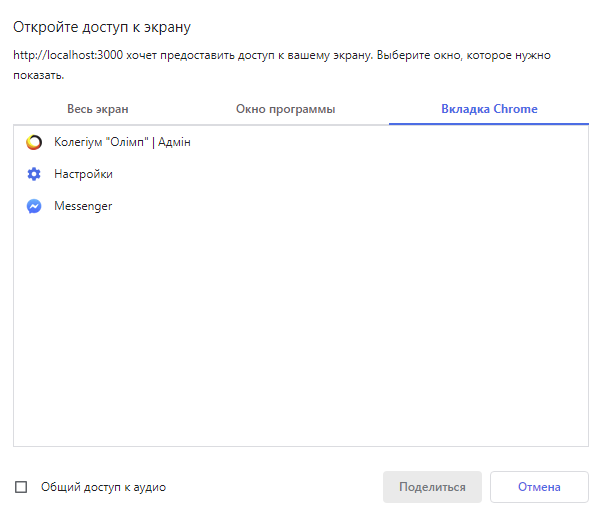 Откройте доступ к экрану
http://localhost:3000 хочет предоставить доступ к вашему экрану. Выберите окно, которое нужно
показать.
Весь экран Окно программы Вкладка Chrome
Колегіум "Олімп" | Адмін
Настройки
Messenger
Общий доступ к аудио Поделиться Отмена